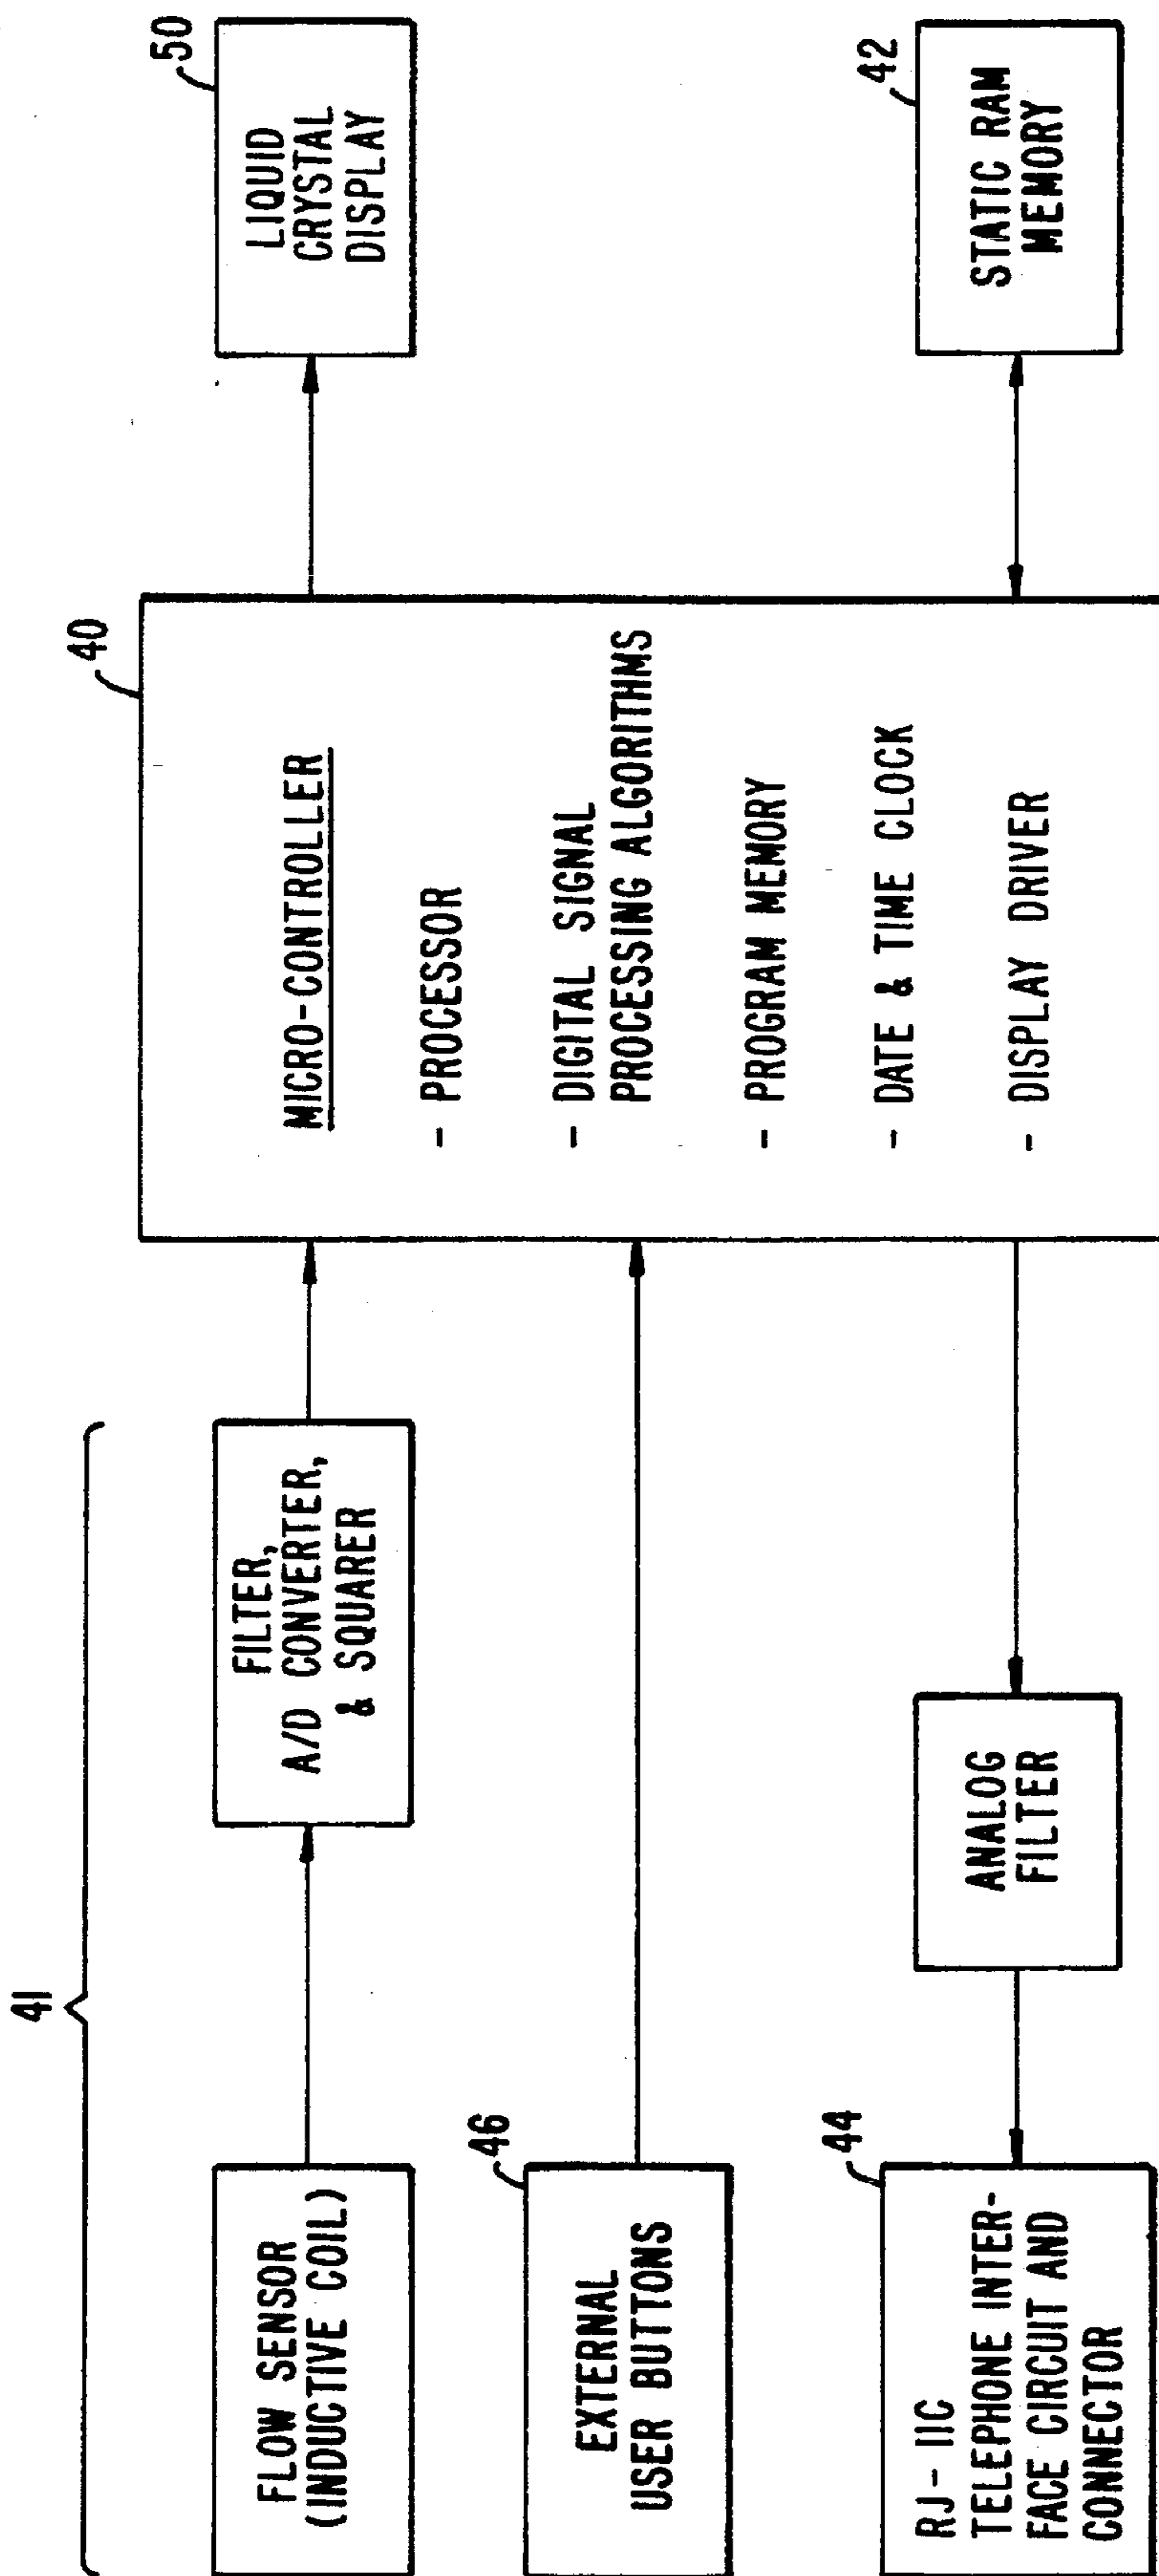 41
FLOW SENSOR
(INDUCTIVE COIL)
FILTER,
A/D CONVERTER,
& SQUARER
46
EXTERNAL
USER BUTTONS
44
RJ-11C
TELEPHONE INTER-
FACE CIRCUIT AND
CONNECTOR
ANALOG
FILTER
40
MICRO-CONTROLLER
- PROCESSOR
- DIGITAL SIGNAL
PROCESSING ALGORITHMS
- PROGRAM MEMORY
- DATE & TIME CLOCK
- DISPLAY DRIVER
50
LIQUID
CRYSTAL
DISPLAY
42
STATIC RAM
MEMORY